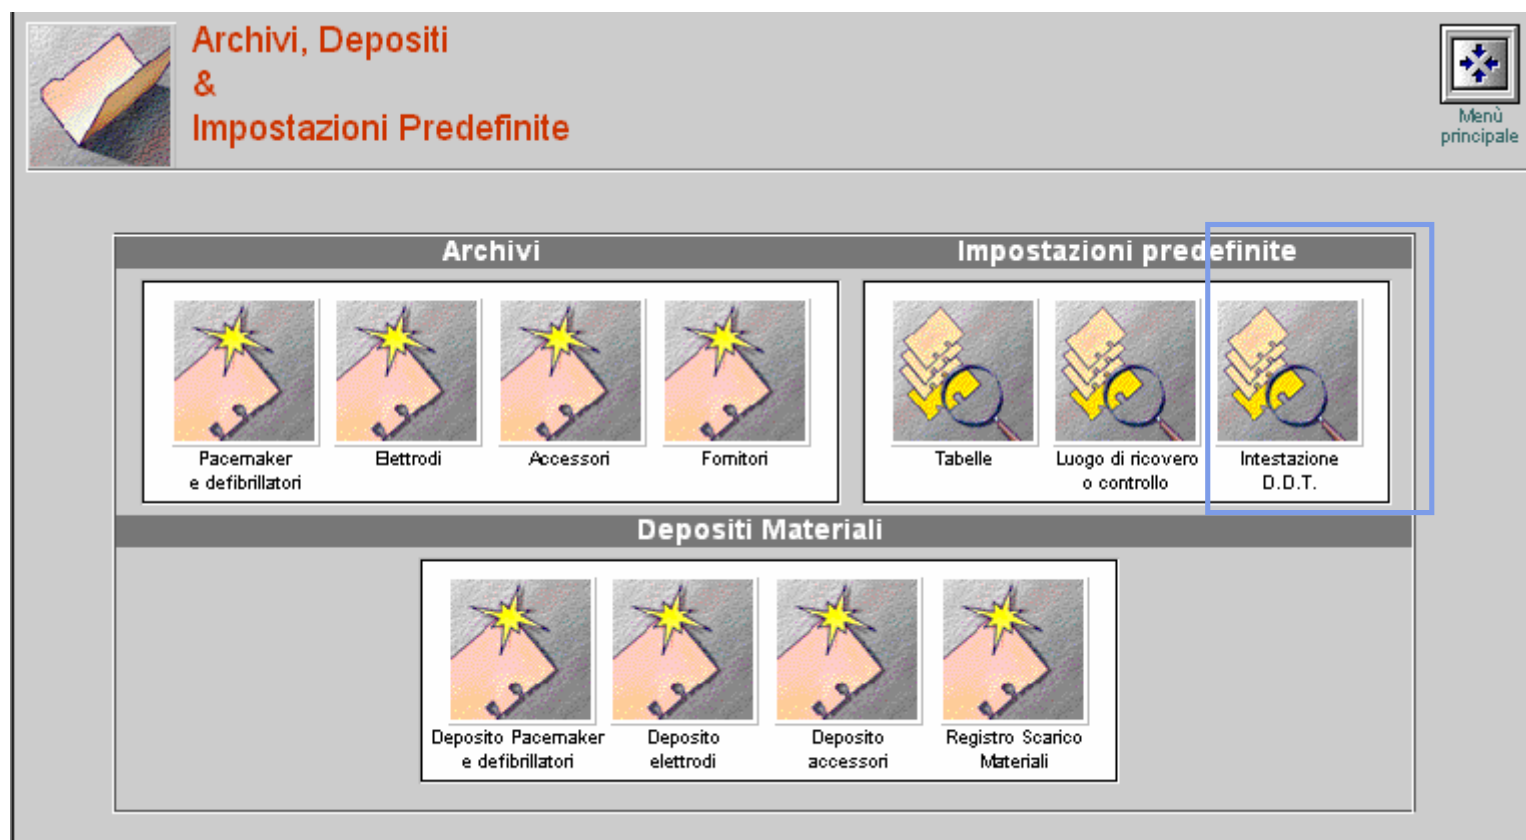 Archivi, Depositi
&
Impostazioni Predefinite
Menù
principale
Archivi
Impostazioni predefinite
Pacemaker
e defibrillatori
Elettrodi
Accessori
Fornitori
Tabelle
Luogo di ricovero
o controllo
Intestazione
D.D.T.
Depositi Materiali
Deposito Pacemaker
e defibrillatori
Deposito
elettrodi
Deposito
accessori
Registro Scarico
Materiali